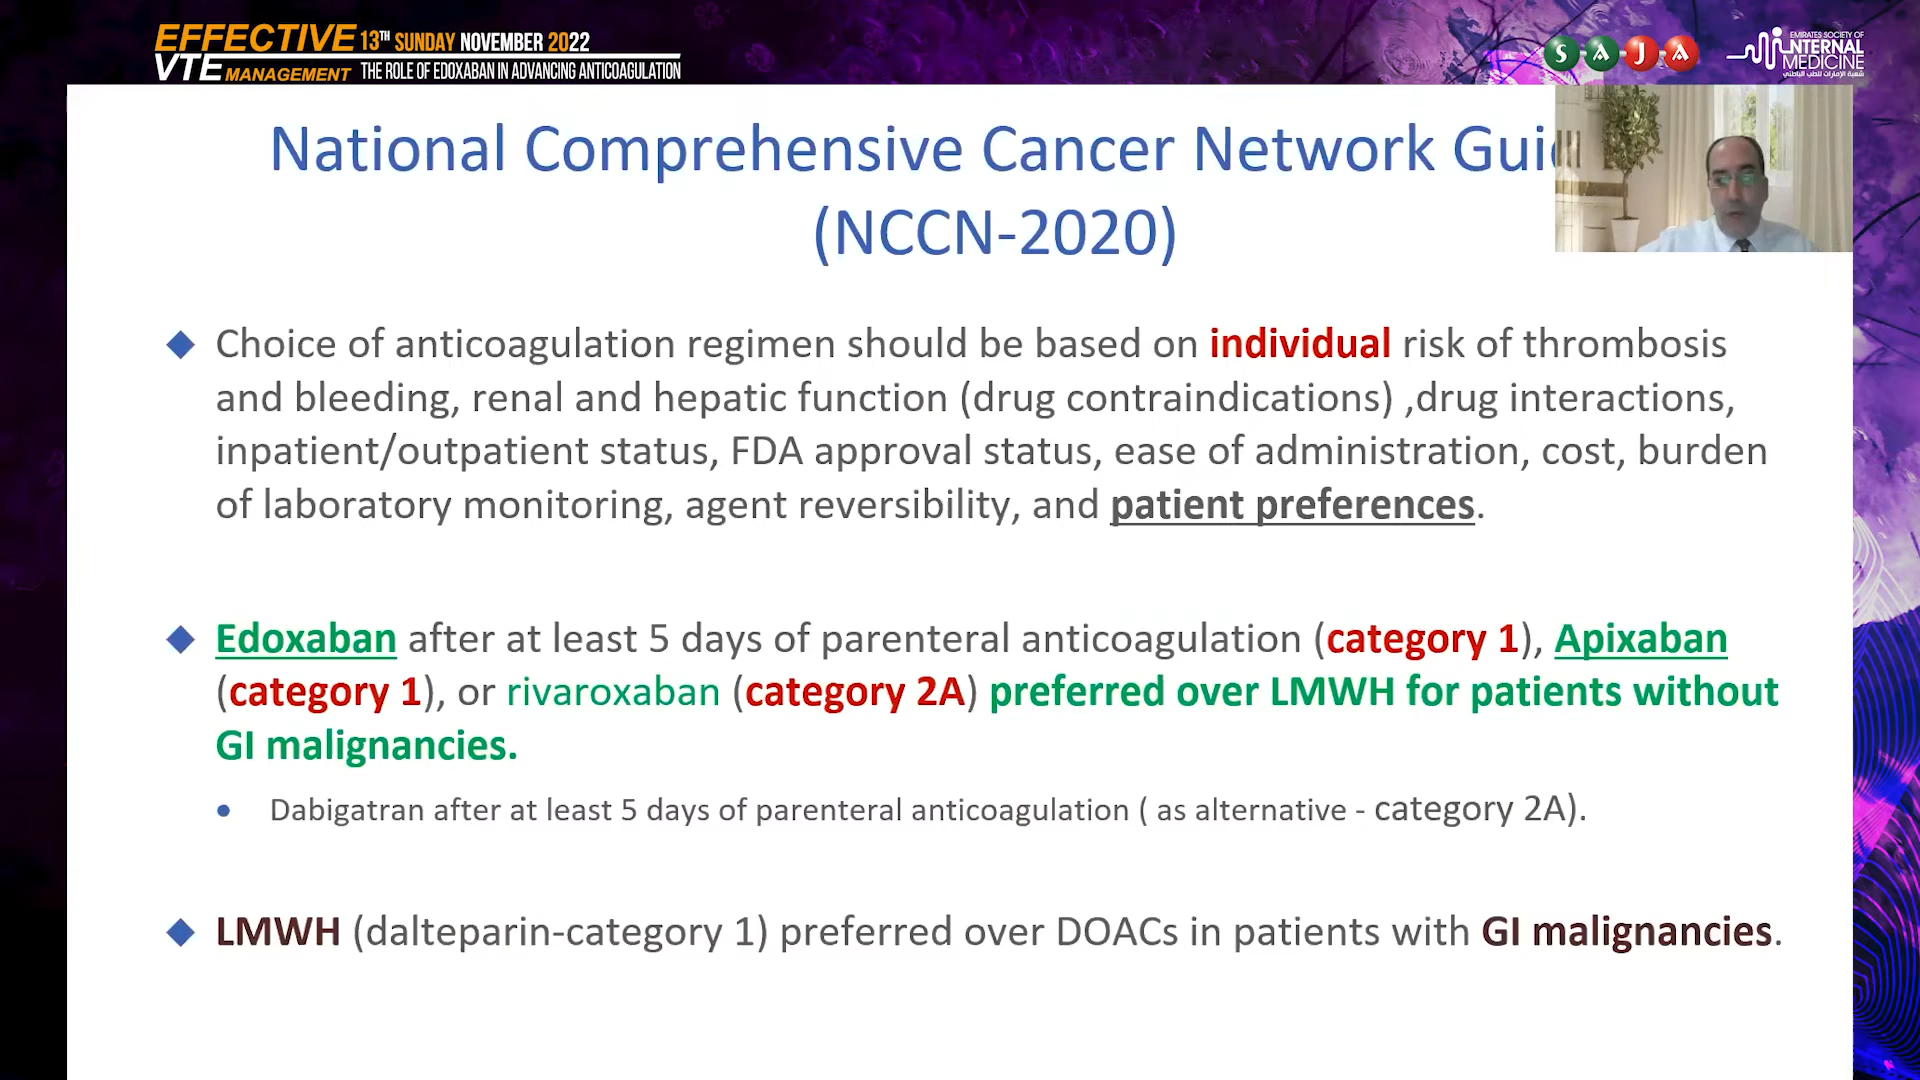 EFFECTIVE 13TH SUNDAY NOVEMBER 2022
VTE MANAGEMENT THE ROLE OF EDOXABAN IN ADVANCING ANTICOAGULATION
S A J A
EMIRATES SOCIETY OF
INTERNAL
MEDICINE
شعبة الإمارات للطب الباطني
National Comprehensive Cancer Network Gui
(NCCN-2020)
Choice of anticoagulation regimen should be based on individual risk of thrombosis
and bleeding, renal and hepatic function (drug contraindications) ,drug interactions,
inpatient/outpatient status, FDA approval status, ease of administration, cost, burden
of laboratory monitoring, agent reversibility, and patient preferences.
Edoxaban after at least 5 days of parenteral anticoagulation (category 1), Apixaban
(category 1), or rivaroxaban (category 2A) preferred over LMWH for patients without
GI malignancies.
Dabigatran after at least 5 days of parenteral anticoagulation ( as alternative - category 2A).
LMWH (dalteparin-category 1) preferred over DOACs in patients with GI malignancies.